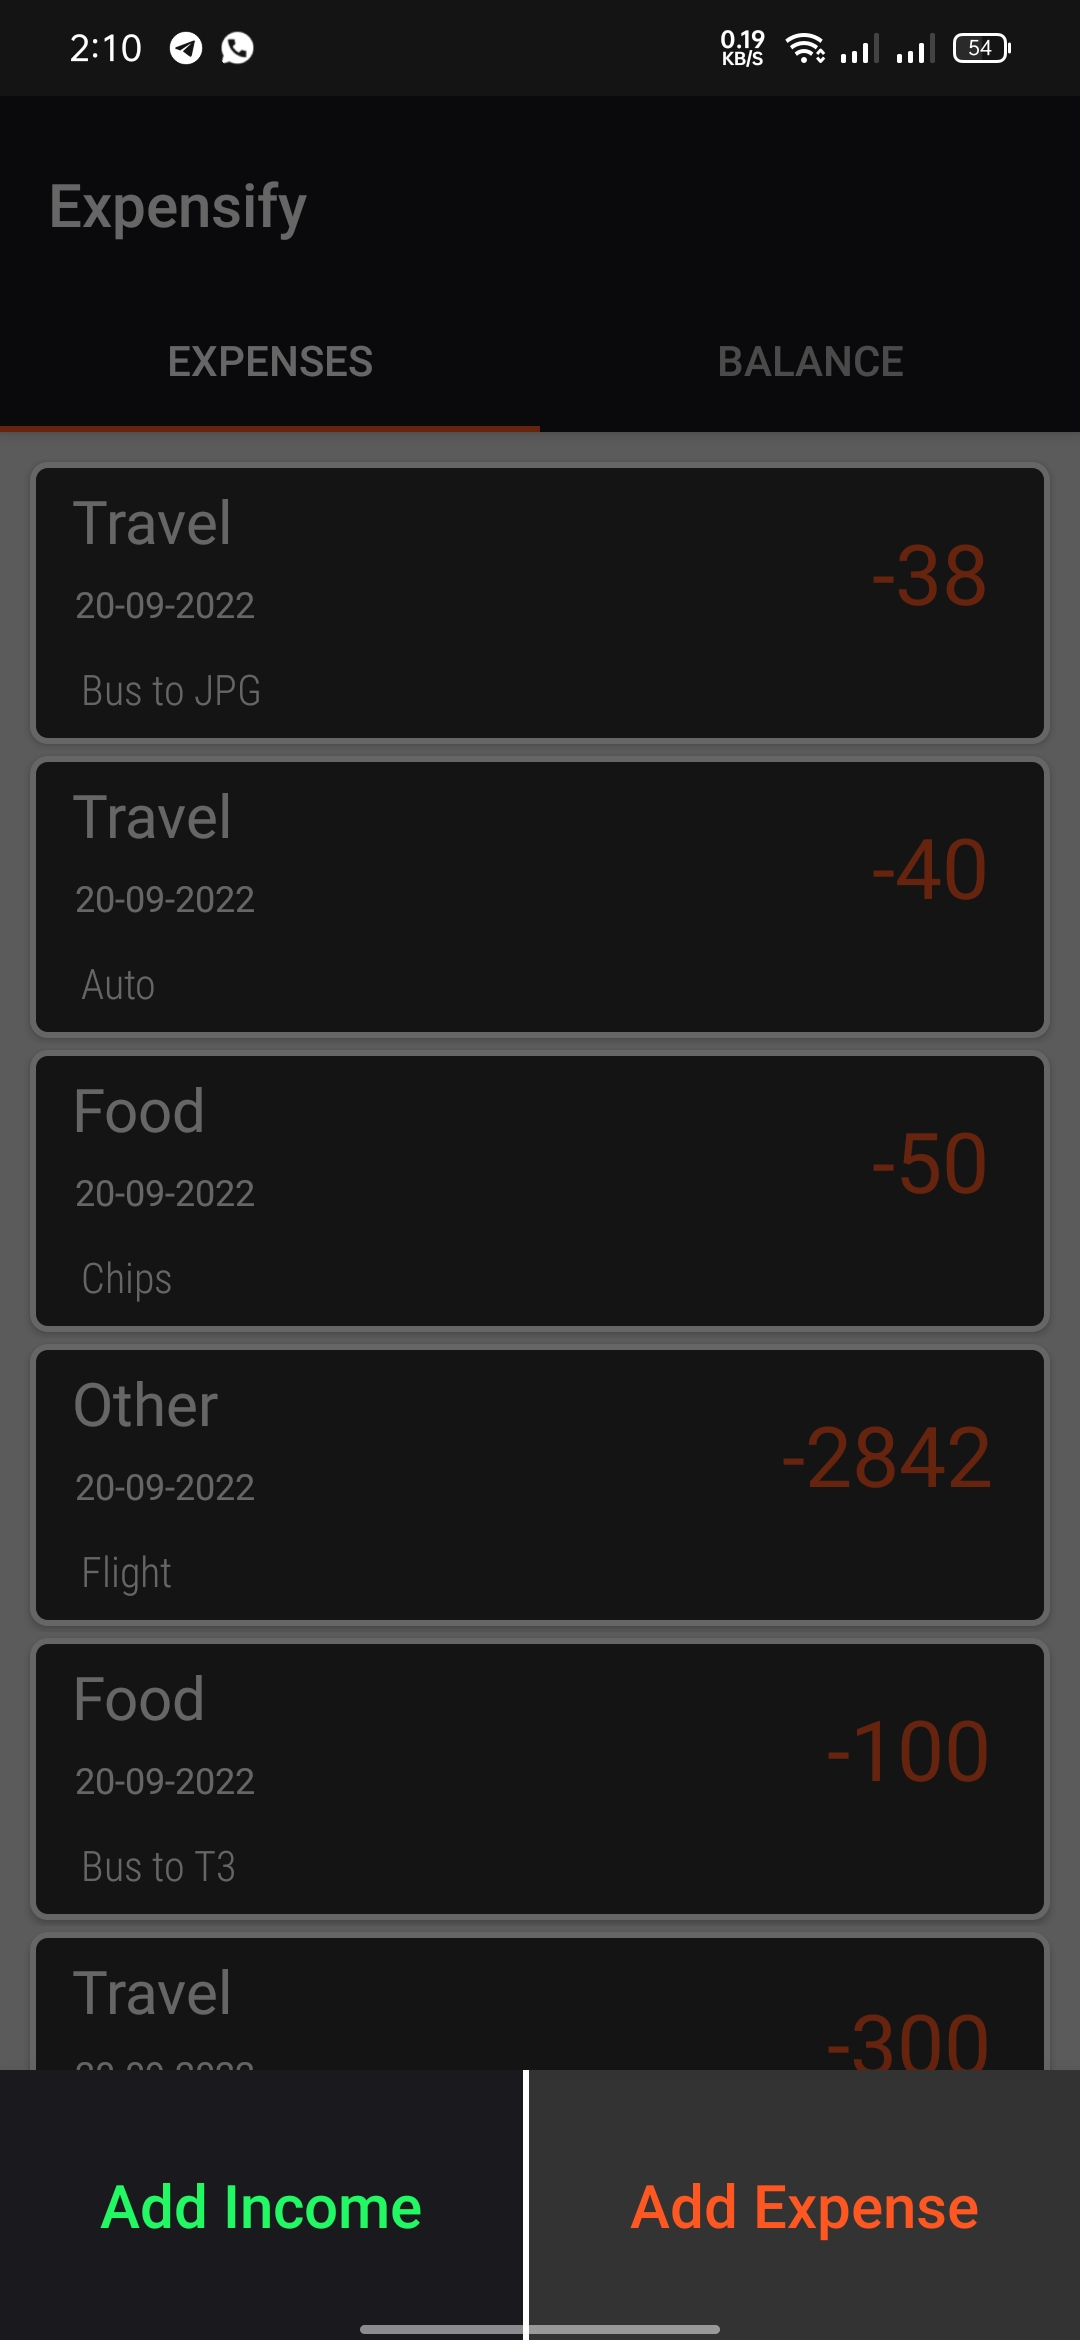 2:10
0.19
KB/S
54
Expensify
EXPENSES
BALANCE
Travel
-38
20-09-2022
Bus to JPG
Travel
-40
20-09-2022
Auto
Food
-50
20-09-2022
Chips
Other
-2842
20-09-2022
Flight
Food
-100
20-09-2022
Bus to T3
Travel
-300
Add Income
Add Expense